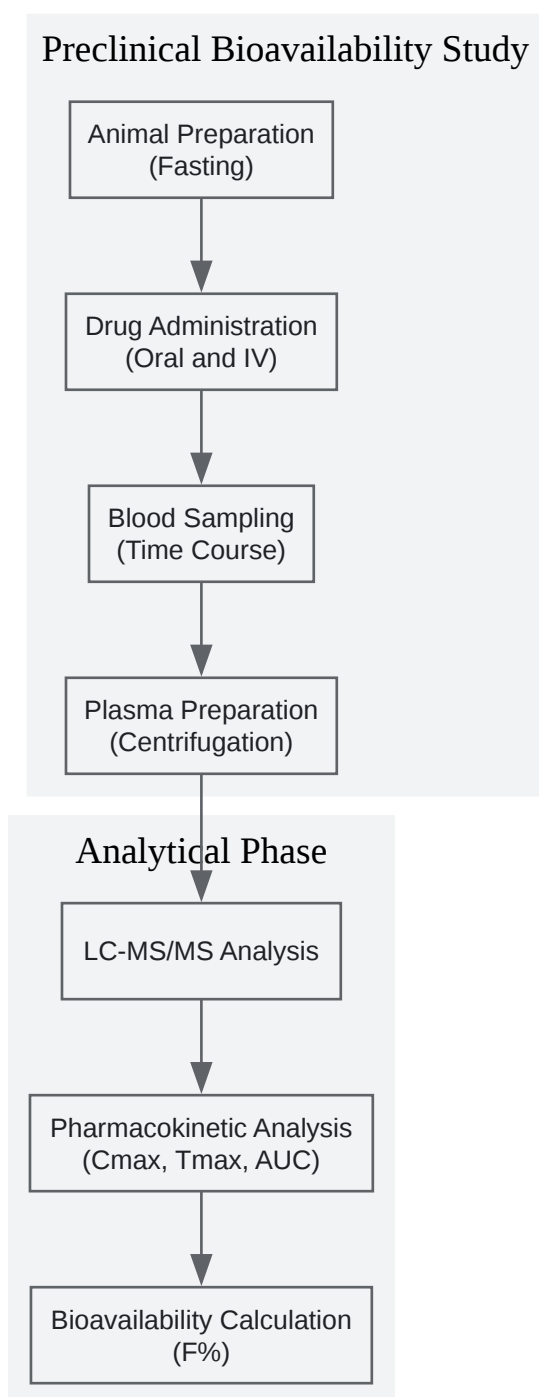 Preclinical Bioavailability Study
Animal Preparation
(Fasting)
Drug Administration
(Oral and IV)
Blood Sampling
(Time Course)
Plasma Preparation
(Centrifugation)
Analytical Phase
LC-MS/MS Analysis
Pharmacokinetic Analysis
(Cmax, Tmax, AUC)
Bioavailability Calculation
(F%)